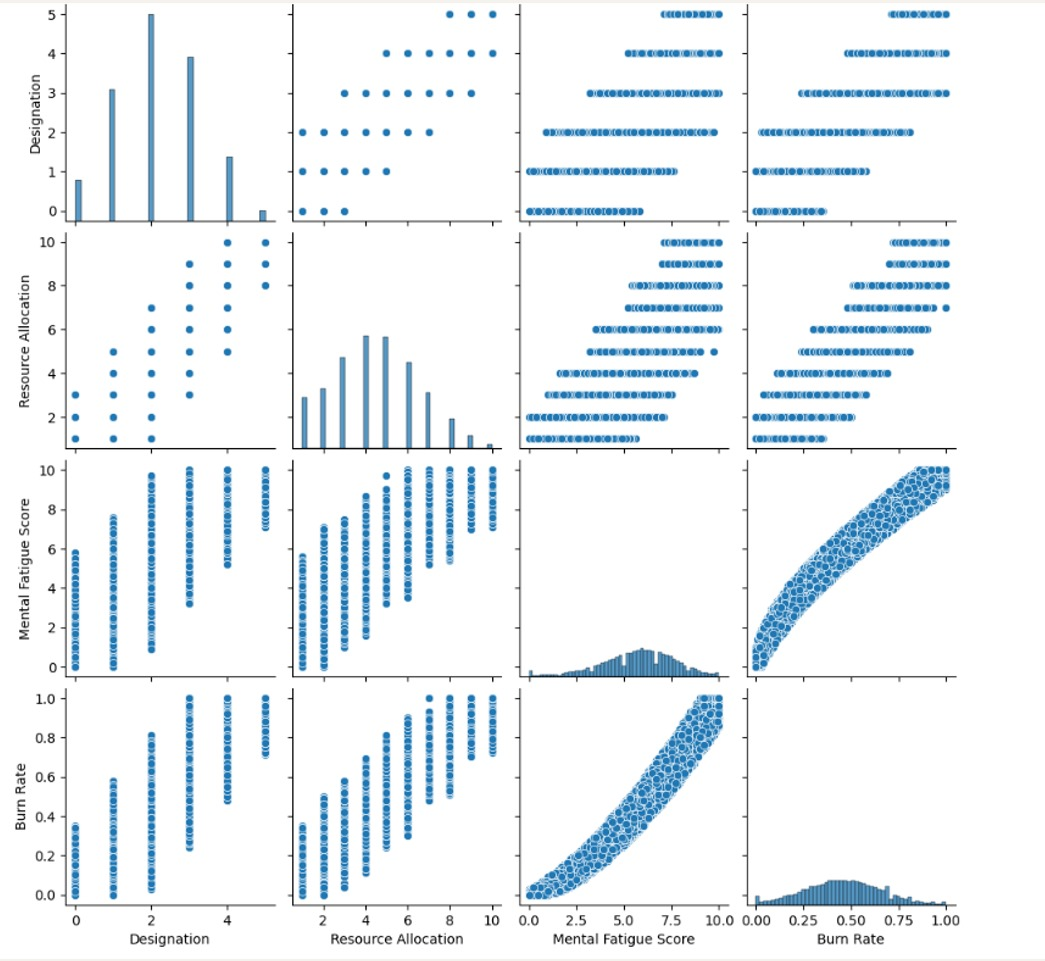 5
4
3
2
1
0
Designation
10
8
6
4
2
Resource Allocation
10
8
6
4
2
0
Mental Fatigue Score
1.0
0.8
0.6
0.4
0.2
0.0
Burn Rate
0 2 4
2 4 6 8 10
0.0 2.5 5.0 7.5 10.0
0.00 0.25 0.50 0.75 1.00
Designation
Resource Allocation
Mental Fatigue Score
Burn Rate